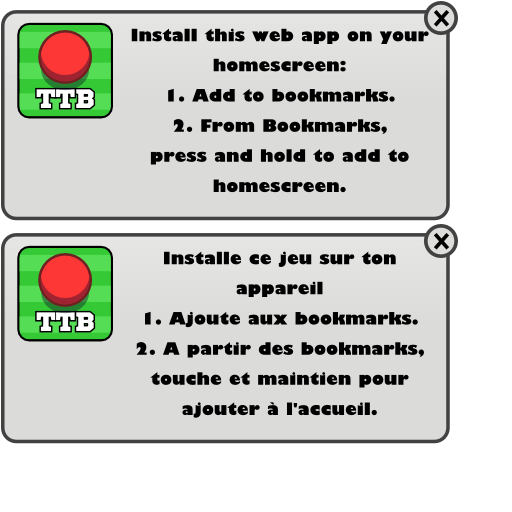 Install this web app on your
homescreen:
1. Add to bookmarks.
2. From Bookmarks,
press and hold to add to
homescreen.
TTB
Installe ce jeu sur ton
appareil
1. Ajoute aux bookmarks.
2. A partir des bookmarks,
touche et maintien pour
ajouter à l'accueil.
TTB